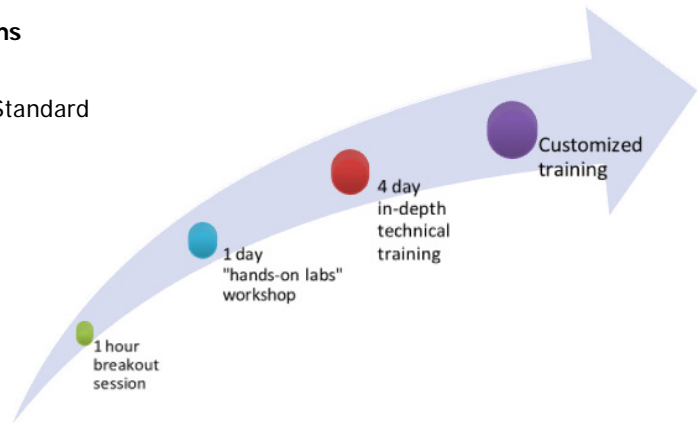 ns
Standard
Customized
training
4 day
in-depth
technical
training
1 day
"hands-on labs"
workshop
1 hour
breakout
session